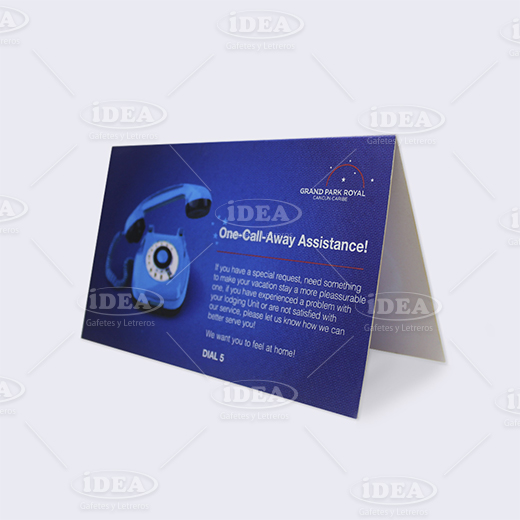 GRAND PARK ROYAL
CANCUN CARIBE
One-Call-Away Assistance!
If you have a special request, need something
to make your vacation stay a more pleassurable
one, if you have experienced a problem with
your lodging Unit or are not satisfied with
our service, please let us know how we can
better serve you!
We want you to feel at home!
DIAL 5
iDEA
Gafetes y Letreros